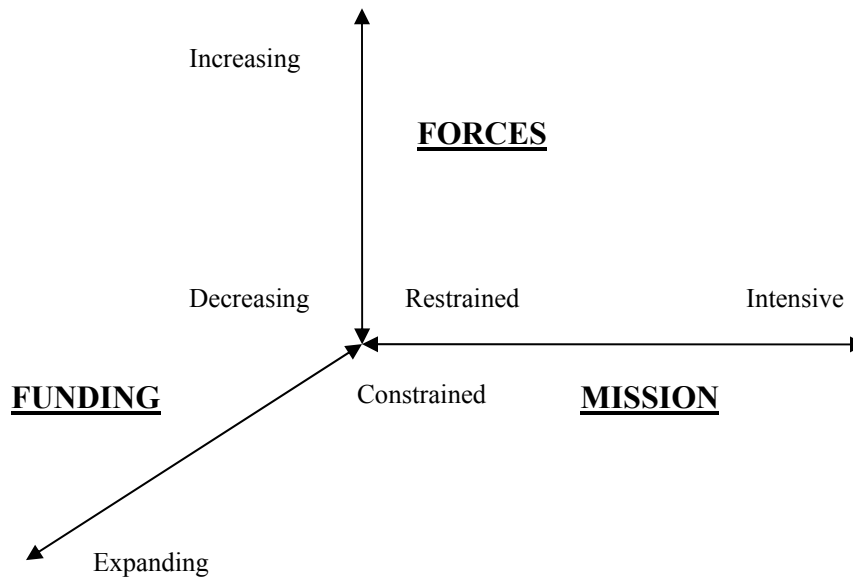 Increasing
FORCES
Decreasing
Restrained
Intensive
FUNDING
Constrained
MISSION
Expanding